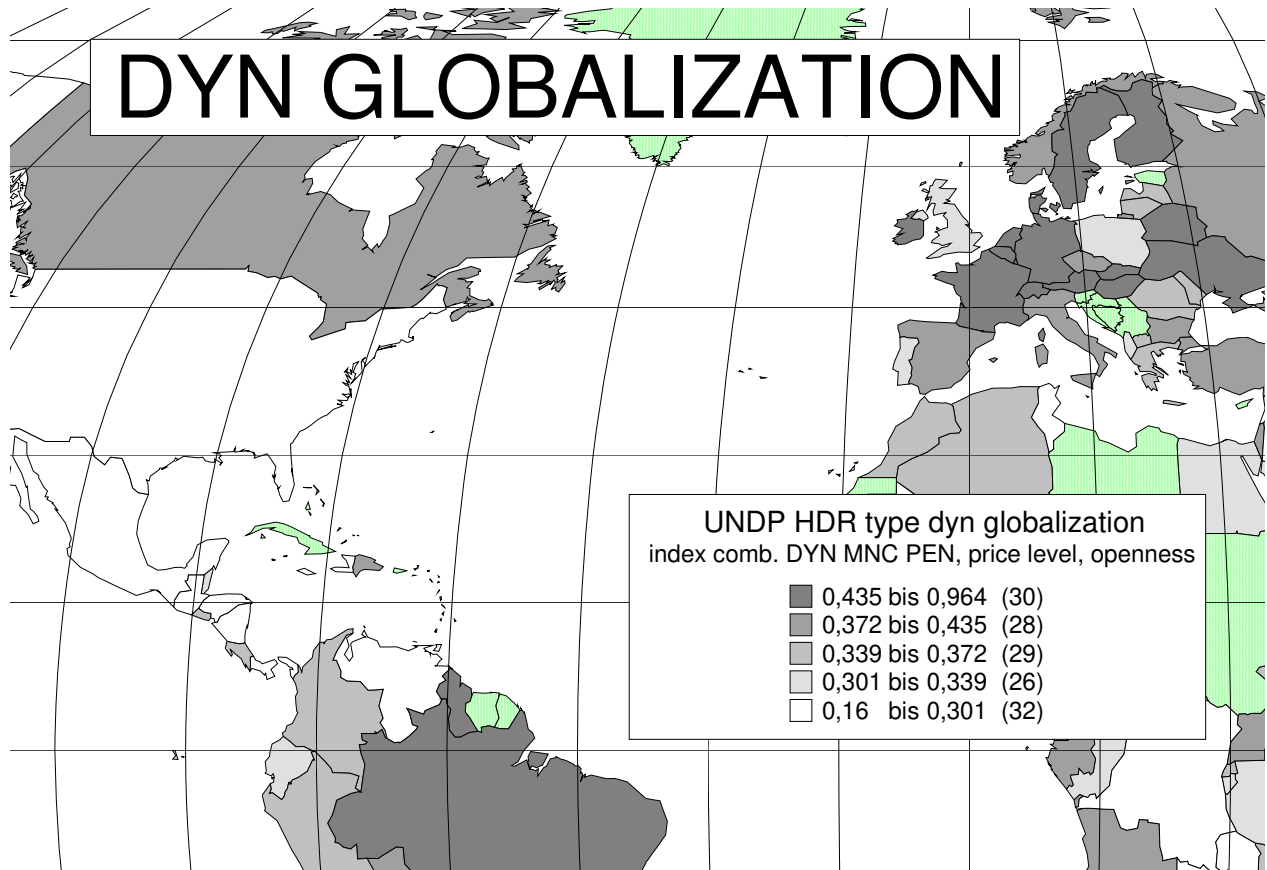 DYN GLOBALIZATION
UNDP HDR type dyn globalization
index comb. DYN MNC PEN, price level, openness
0,435 bis 0,964 (30)
0,372 bis 0,435 (28)
0,339 bis 0,372 (29)
0,301 bis 0,339 (26)
0,16 bis 0,301 (32)